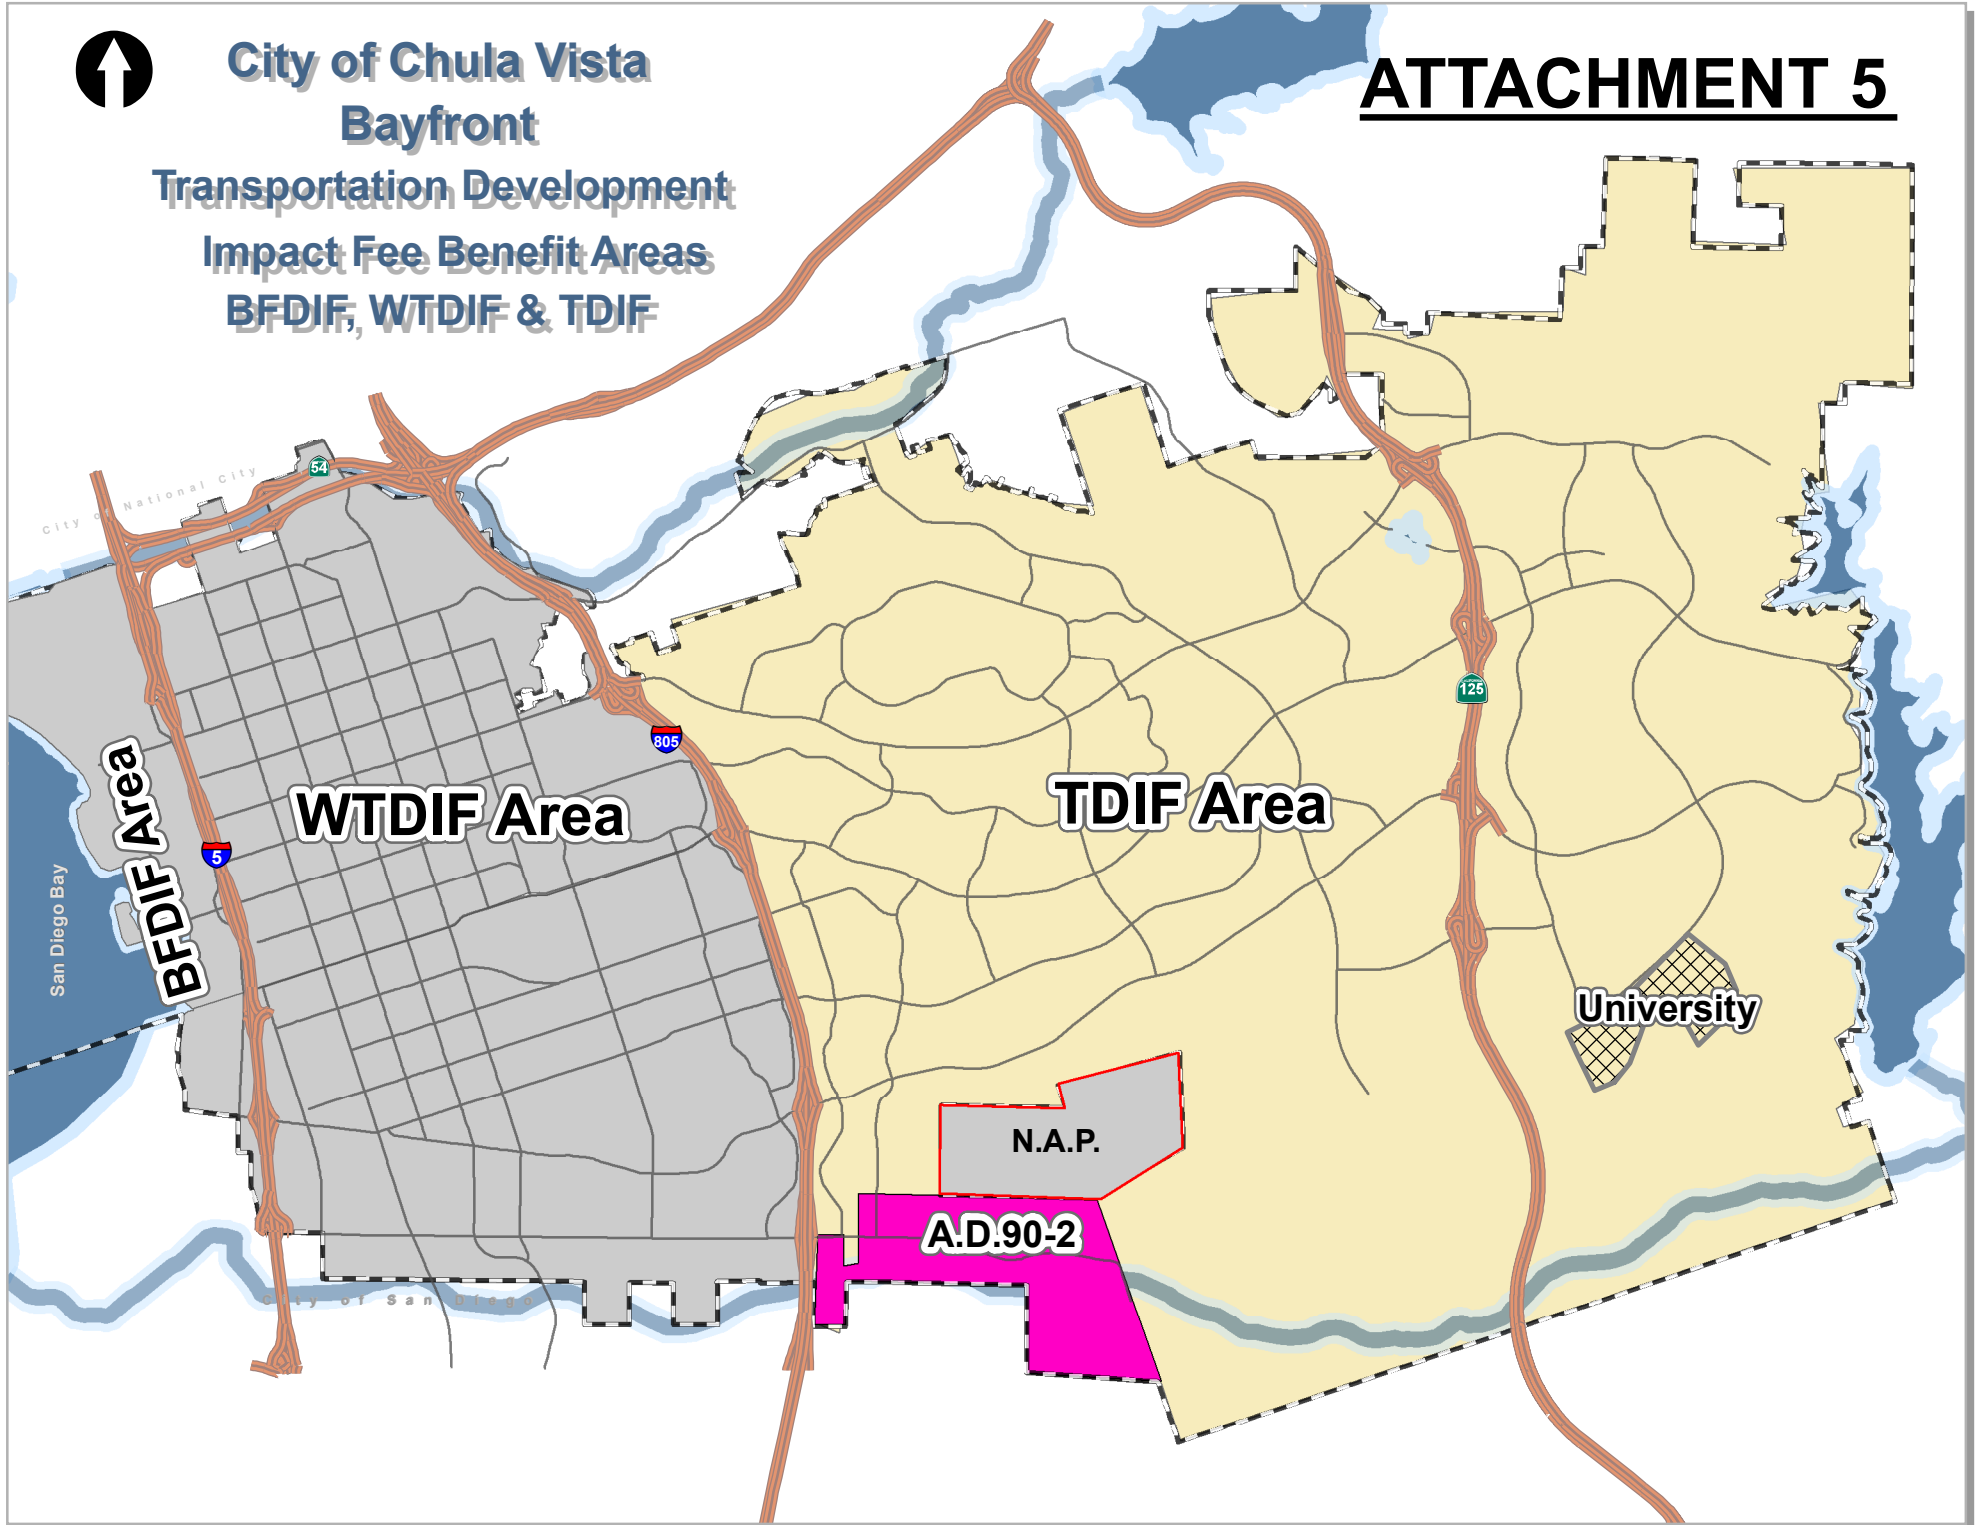 City of Chula Vista
Bayfront
Transportation Development
Impact Fee Benefit Areas
BFDIF, WTDIF & TDIF
ATTACHMENT 5
City of National City
54
CALIFORNIA
125
805
BFDIF Area
WTDIF Area
TDIF Area
5
San Diego Bay
University
N.A.P.
A.D.90-2
City of San Diego